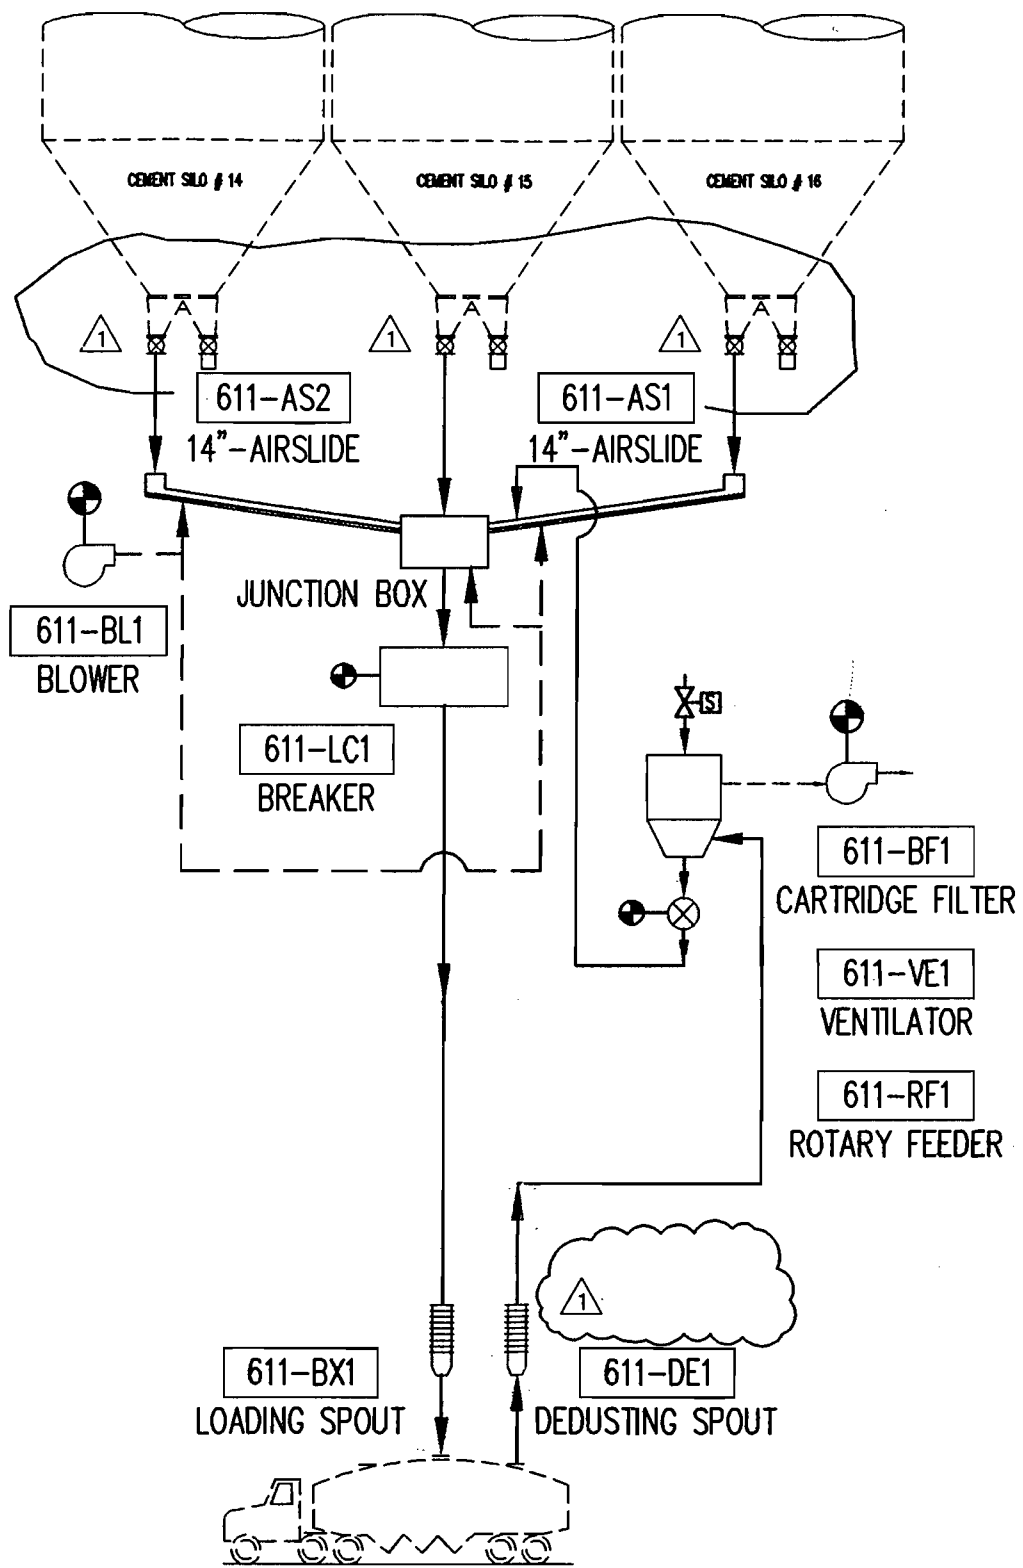 CEMENT SILO # 14
CEMENT SILO # 15
CEMENT SILO # 16
1
1
1
611-AS2
14"-AIRSLIDE
611-AS1
14"-AIRSLIDE
JUNCTION BOX
611-BL1
BLOWER
611-LC1
BREAKER
S
611-BF1
CARTRIDGE FILTER
611-VE1
VENTILATOR
611-RF1
ROTARY FEEDER
1
611-BX1
LOADING SPOUT
611-DE1
DEDUSTING SPOUT